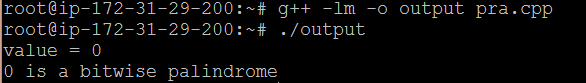 root@ip-172-31-29-200:~# g++ -lm -o output pra.cpp
root@ip-172-31-29-200:~# ./output
value = 0
0 is a bitwise palindrome